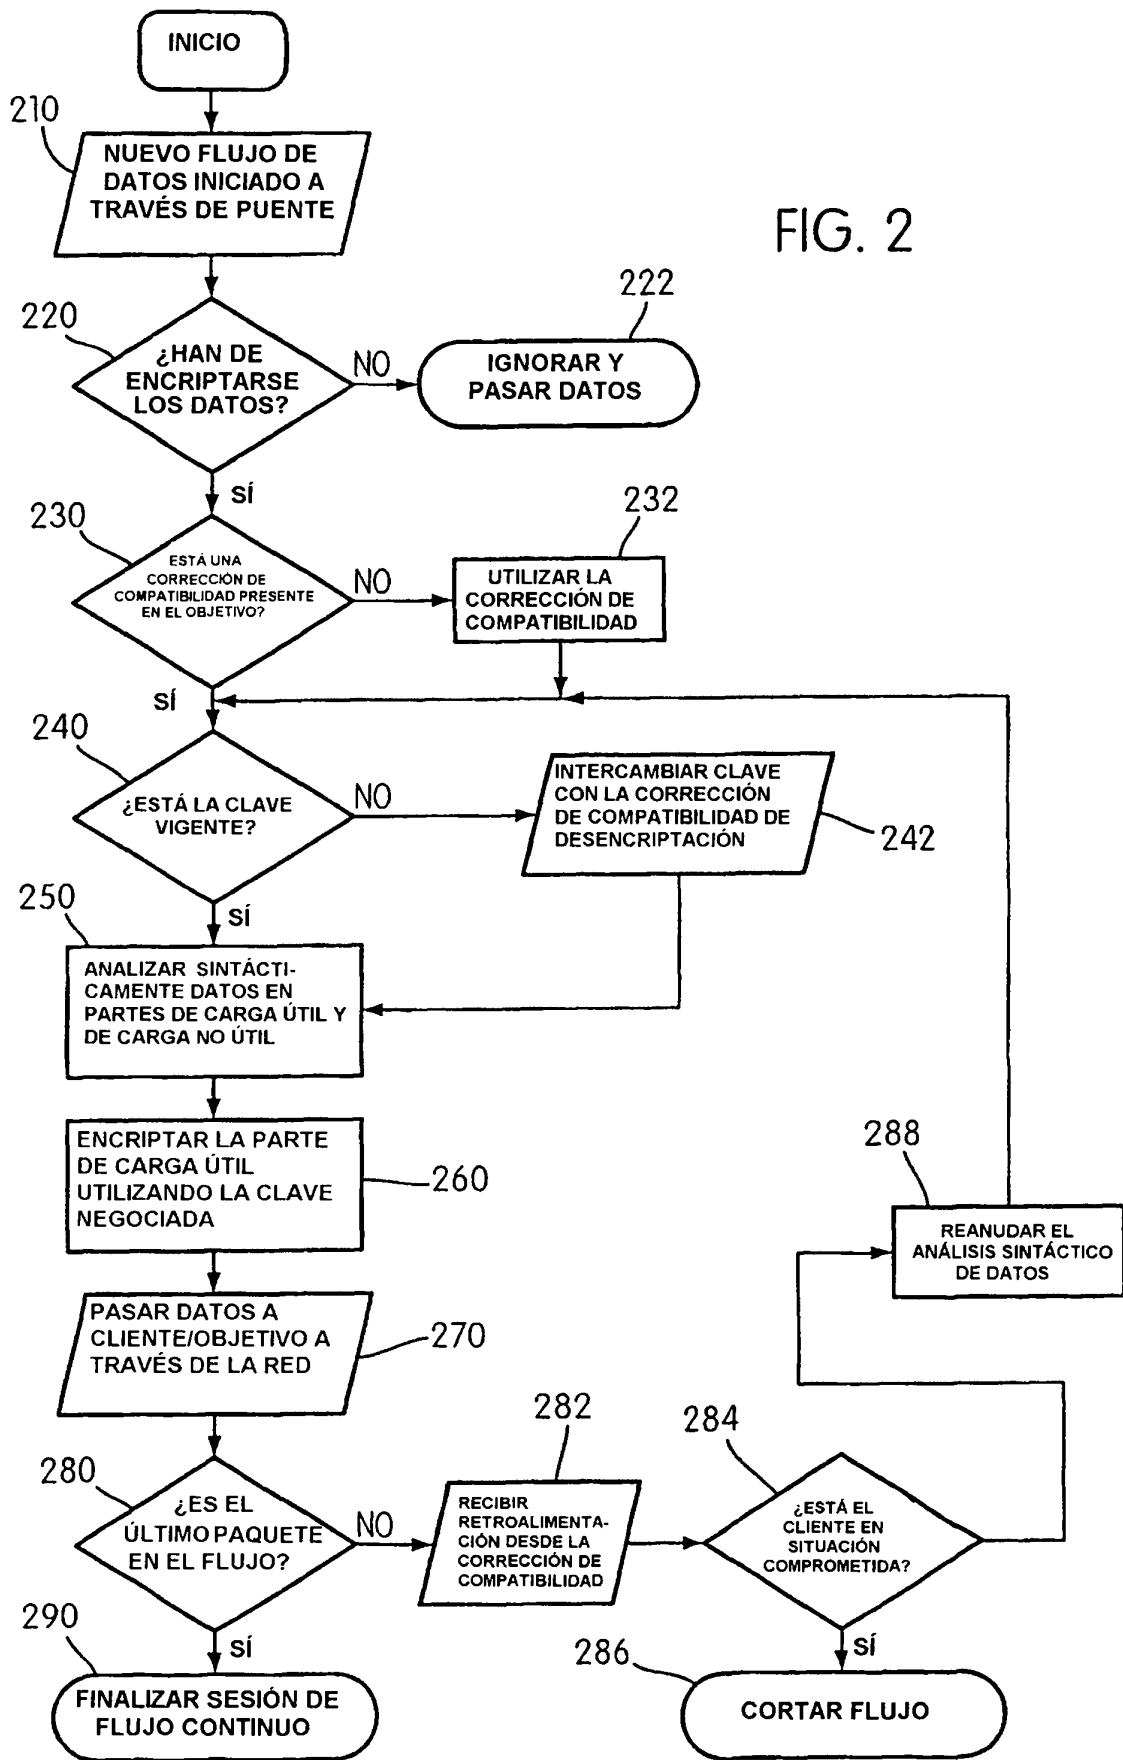 INICIO
210
NUEVO FLUJO DE
DATOS INICIADO A
TRAVÉS DE PUENTE
FIG. 2
220
¿HAN DE
ENCRIPTARSE
LOS DATOS?
NO
222
IGNORAR Y
PASAR DATOS
SÍ
230
ESTÁ UNA
CORRECCIÓN DE
COMPATIBILIDAD PRESENTE
EN EL OBJETIVO?
NO
232
UTILIZAR LA
CORRECCIÓN DE
COMPATIBILIDAD
SÍ
240
¿ESTÁ LA CLAVE
VIGENTE?
NO
INTERCAMBIAR CLAVE
CON LA CORRECCIÓN
DE COMPATIBILIDAD DE
DESENCRIPTACIÓN
242
SÍ
250
ANALIZAR SINTÁCTI-
CAMENTE DATOS EN
PARTES DE CARGA ÚTIL Y
DE CARGA NO ÚTIL
ENCRIPTAR LA PARTE
DE CARGA ÚTIL
UTILIZANDO LA CLAVE
NEGOCIADA
260
288
REANUDAR EL
ANÁLISIS SINTÁCTICO
DE DATOS
PASAR DATOS A
CLIENTE/OBJETIVO A
TRAVÉS DE LA RED
270
280
¿ES EL
ÚLTIMO PAQUETE
EN EL FLUJO?
NO
282
RECIBIR
RETROALIMENTA-
CIÓN DESDE LA
CORRECCIÓN DE
COMPATIBILIDAD
284
¿ESTÁ EL
CLIENTE EN
SITUACIÓN
COMPROMETIDA?
SÍ
290
FINALIZAR SESIÓN DE
FLUJO CONTINUO
SÍ
286
CORTAR FLUJO